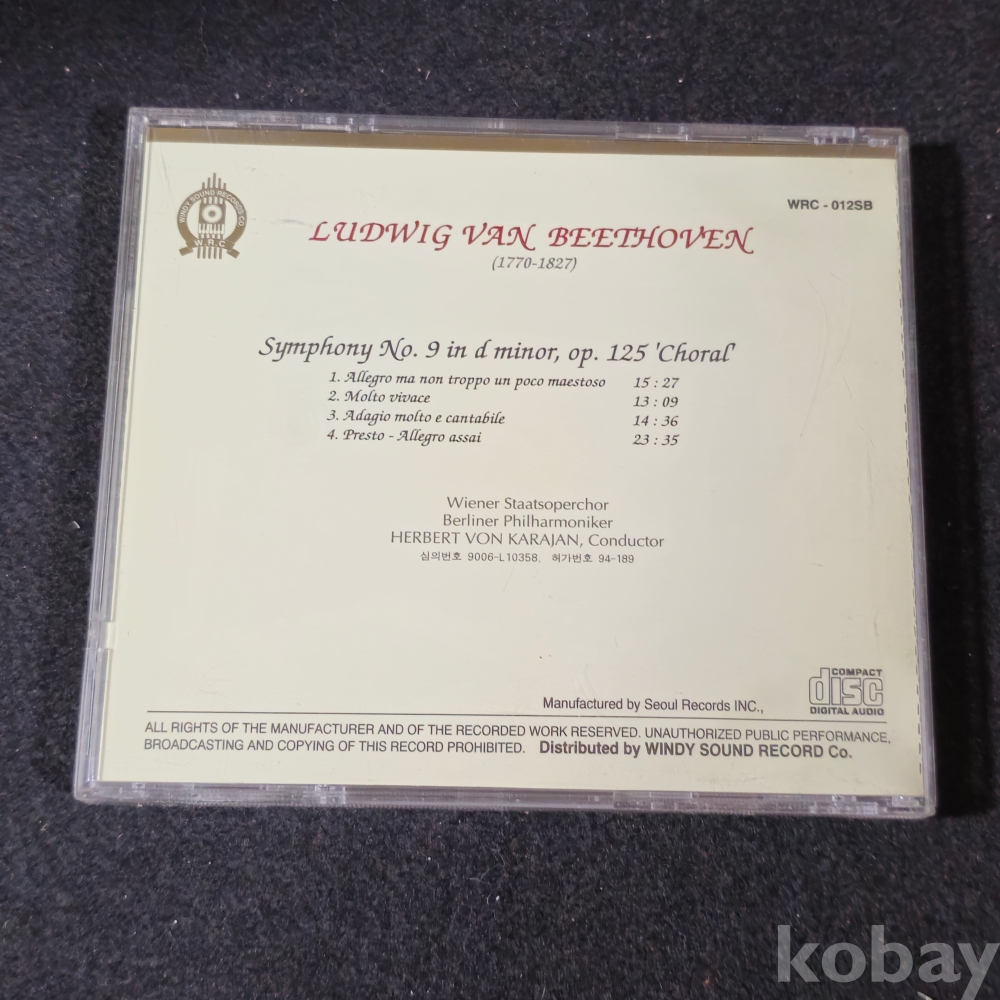 WINDY SOUND RECORDS CO
W.R.C
WRC - 012SB
LUDWIG VAN BEETHOVEN
(1770-1827)
Symphony No. 9 in d minor, op. 125 'Choral'
1. Allegro ma non troppo un poco maestoso 15 : 27
2. Molto vivace 13 : 09
3. Adagio molto e cantabile 14 : 36
4. Presto - Allegro assai 23 : 35
Wiener Staatsoperchor
Berliner Philharmoniker
HERBERT VON KARAJAN, Conductor
심의번호 9006-L10358, 허가번호 94-189
COMPACT
disc
DIGITAL AUDIO
Manufactured by Seoul Records INC.,
ALL RIGHTS OF THE MANUFACTURER AND OF THE RECORDED WORK RESERVED. UNAUTHORIZED PUBLIC PERFORMANCE,
BROADCASTING AND COPYING OF THIS RECORD PROHIBITED. Distributed by WINDY SOUND RECORD Co.
kobay